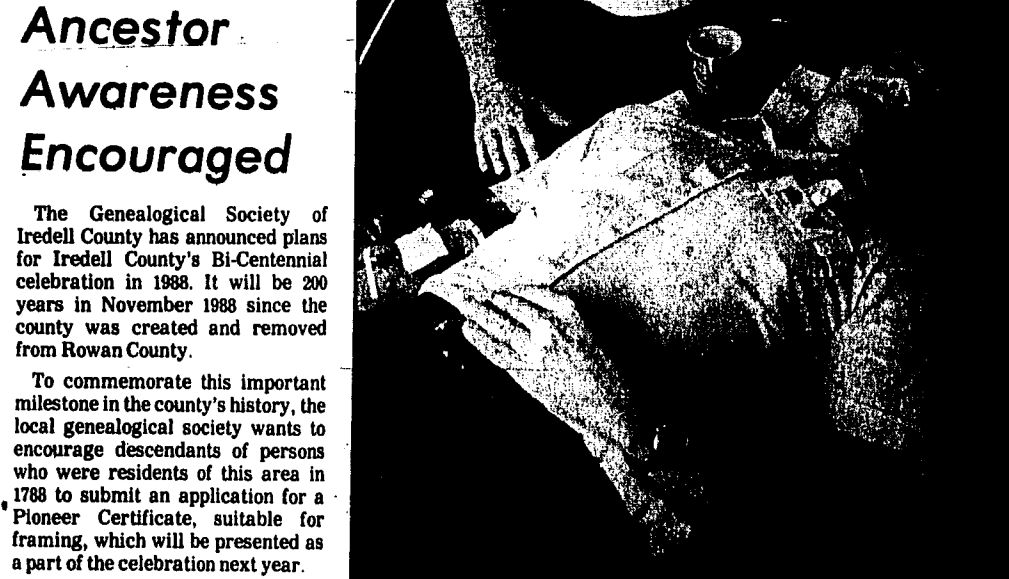 Ancestor
Awareness
Encouraged
The Genealogical Society of
Iredell County has announced plans
for Iredell County's Bi-Centennial
celebration in 1988. It will be 200
years in November 1988 since the
county was created and removed
from Rowan County.
To commemorate this important
milestone in the county's history, the
local genealogical society wants to
encourage descendants of persons
who were residents of this area in
1788 to submit an application for a
Pioneer Certificate, suitable for
framing, which will be presented as
a part of the celebration next year.